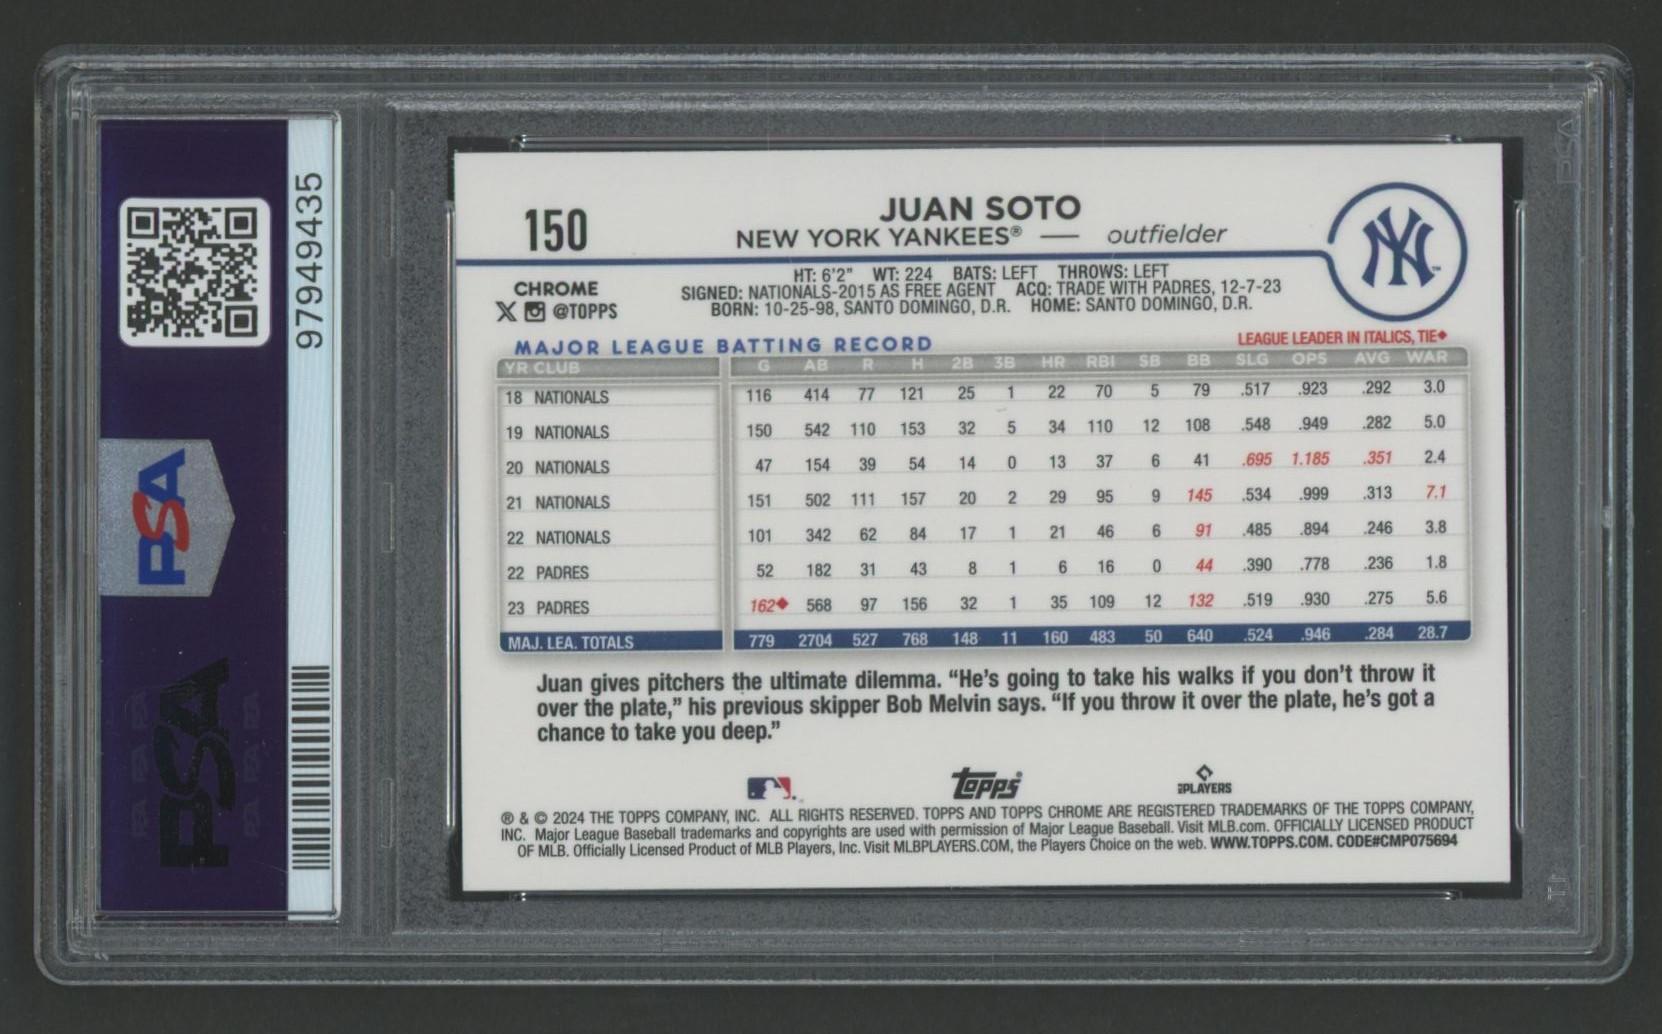 97949435
PSA
PSA
150
JUAN SOTO
NEW YORK YANKEES® — outfielder
NY™
CHROME
@TOPPS
HT: 6'2" WT: 224 BATS: LEFT THROWS: LEFT
SIGNED: NATIONALS-2015 AS FREE AGENT ACQ: TRADE WITH PADRES, 12-7-23
BORN: 10-25-98, SANTO DOMINGO, D.R. HOME: SANTO DOMINGO, D.R.
MAJOR LEAGUE BATTING RECORD
LEAGUE LEADER IN ITALICS, TIE◆
YR CLUB G AB R H 2B 3B HR RBI SB BB SLG OPS AVG WAR
18 NATIONALS 116 414 77 121 25 1 22 70 5 79 .517 .923 .292 3.0
19 NATIONALS 150 542 110 153 32 5 34 110 12 108 .548 .949 .282 5.0
20 NATIONALS 47 154 39 54 14 0 13 37 6 41 .695 1.185 .351 2.4
21 NATIONALS 151 502 111 157 20 2 29 95 9 145 .534 .999 .313 7.1
22 NATIONALS 101 342 62 84 17 1 21 46 6 91 .485 .894 .246 3.8
22 PADRES 52 182 31 43 8 1 6 16 0 44 .390 .778 .236 1.8
23 PADRES 162◆ 568 97 156 32 1 35 109 12 132 .519 .930 .275 5.6
MAJ. LEA. TOTALS 779 2704 527 768 148 11 160 483 50 640 .524 .946 .284 28.7
Juan gives pitchers the ultimate dilemma. “He’s going to take his walks if you don’t throw it
over the plate,” his previous skipper Bob Melvin says. “If you throw it over the plate, he’s got a
chance to take you deep.”
Topps®
PLAYERS
® & © 2024 THE TOPPS COMPANY, INC. ALL RIGHTS RESERVED. TOPPS AND TOPPS CHROME ARE REGISTERED TRADEMARKS OF THE TOPPS COMPANY,
INC. Major League Baseball trademarks and copyrights are used with permission of Major League Baseball. Visit MLB.com. OFFICIALLY LICENSED PRODUCT
OF MLB. Officially Licensed Product of MLB Players, Inc. Visit MLBPLAYERS.COM, the Players Choice on the web. WWW.TOPPS.COM. CODE#CMP075694
PSA